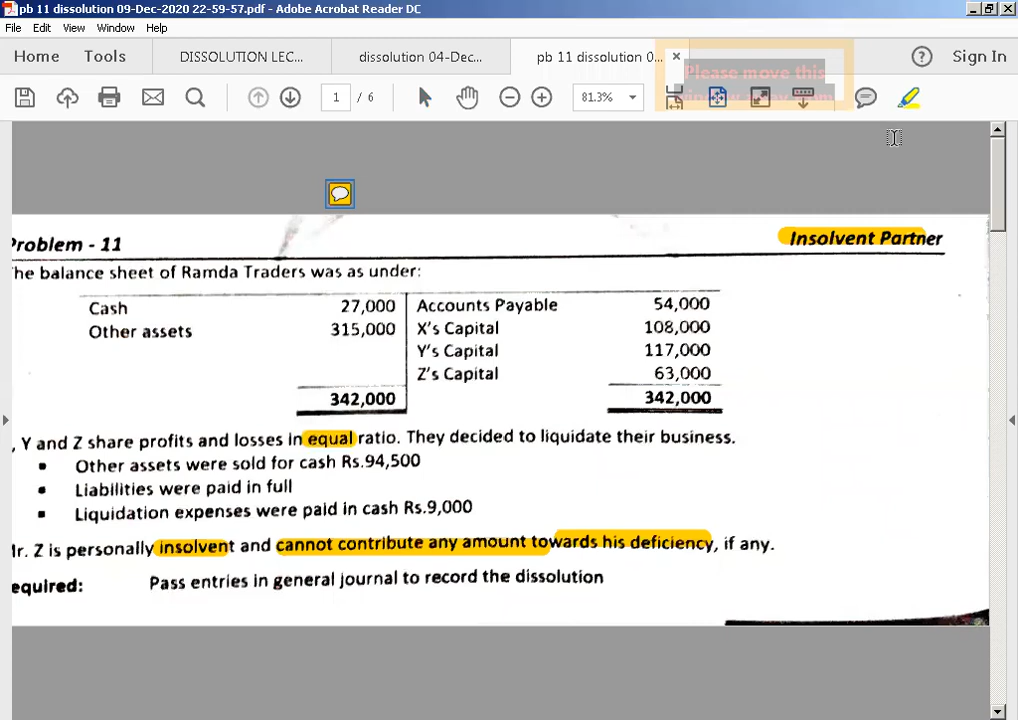 pb 11 dissolution 09-Dec-2020 22-59-57.pdf - Adobe Acrobat Reader DC
File Edit View Window Help
Home Tools DISSOLUTION LEC... dissolution 04-Dec... pb 11 dissolution 0... × Sign In
Please move this
1 / 6 81.3%
Problem - 11 Insolvent Partner
he balance sheet of Ramda Traders was as under:
Cash 27,000 Accounts Payable 54,000
Other assets 315,000 X's Capital 108,000
Y's Capital 117,000
Z's Capital 63,000
342,000 342,000
, Y and Z share profits and losses in equal ratio. They decided to liquidate their business.
▪ Other assets were sold for cash Rs.94,500
▪ Liabilities were paid in full
▪ Liquidation expenses were paid in cash Rs.9,000
Mr. Z is personally insolvent and cannot contribute any amount towards his deficiency, if any.
equired: Pass entries in general journal to record the dissolution